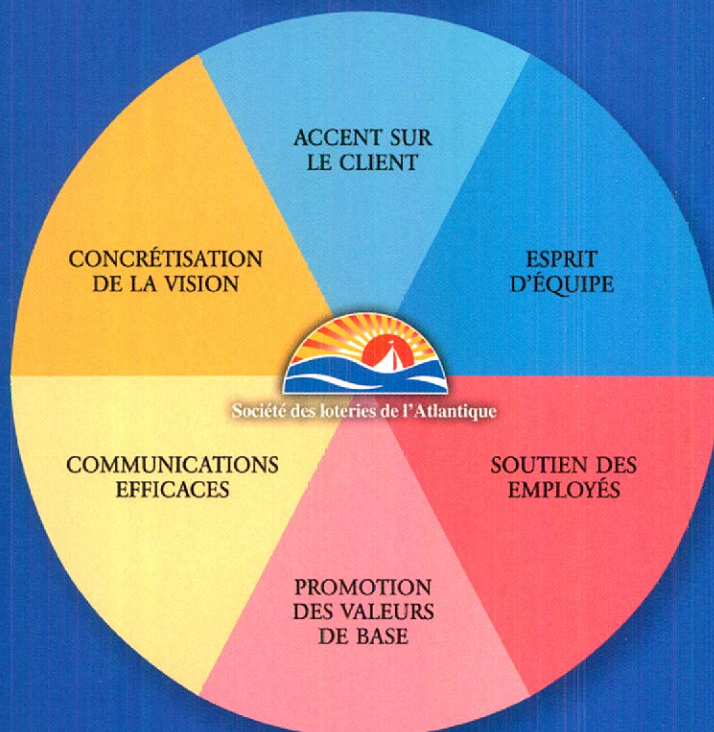 ACCENT SUR
LE CLIENT
ESPRIT
D'ÉQUIPE
SOUTIEN DES
EMPLOYÉS
PROMOTION
DES VALEURS
DE BASE
COMMUNICATIONS
EFFICACES
CONCRÉTISATION
DE LA VISION
Société des loteries de l'Atlantique